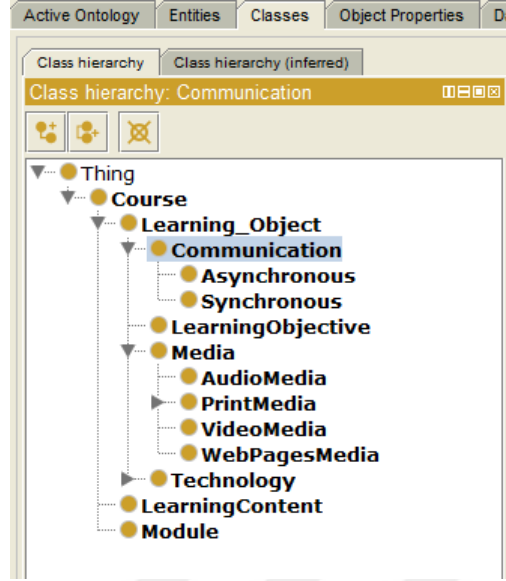 Active Ontology Entities Classes Object Properties D
Class hierarchy Class hierarchy (inferred)
Class hierarchy: Communication
Thing
Course
Learning_Object
Communication
Asynchronous
Synchronous
LearningObjective
Media
AudioMedia
PrintMedia
VideoMedia
WebPagesMedia
Technology
LearningContent
Module